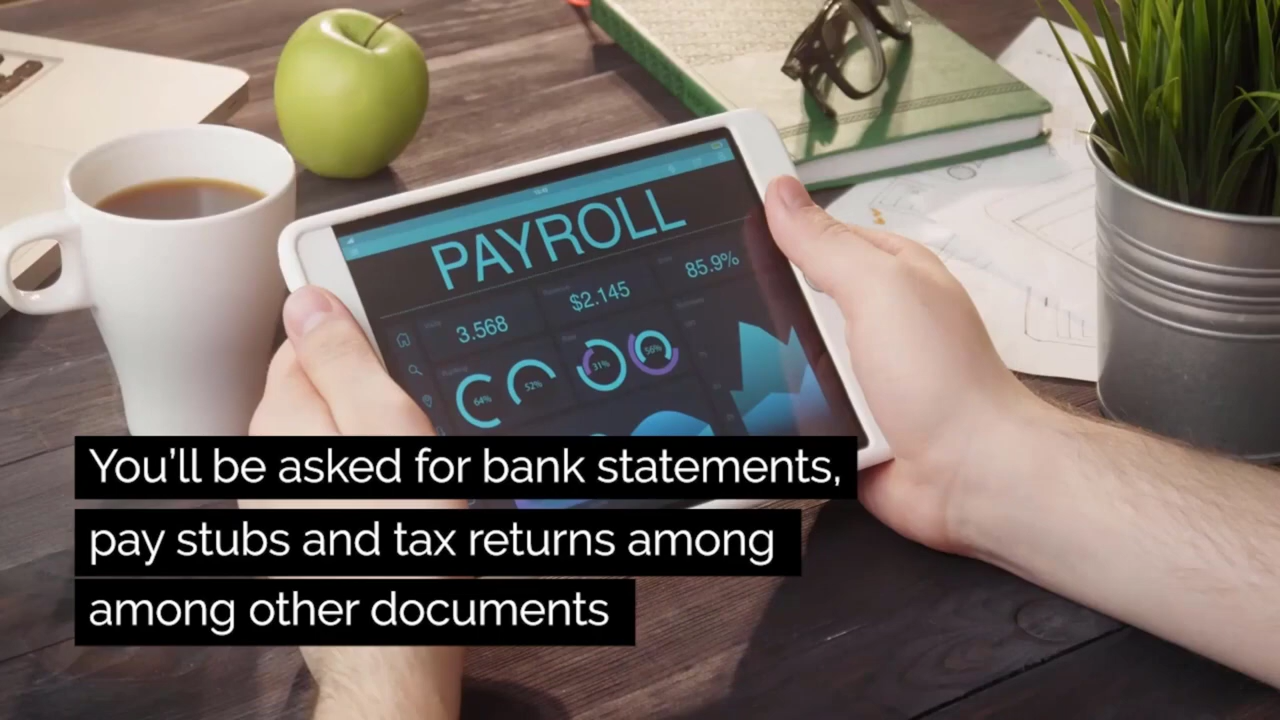 PAYROLL
3.568
$2.145
85.9%
64%
52%
31%
56%
You'll be asked for bank statements,
pay stubs and tax returns among
among other documents